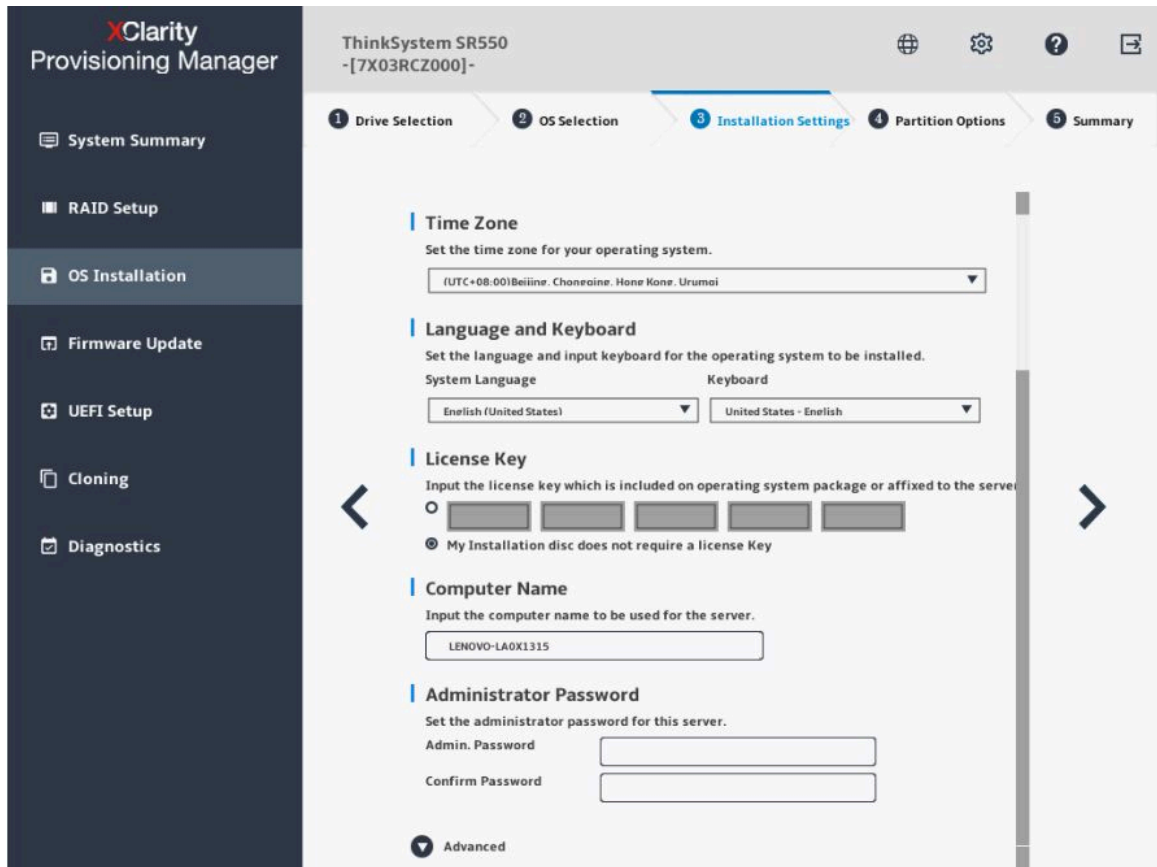 XClarity
Provisioning Manager
ThinkSystem SR550
-[7X03RCZ000]-
1 Drive Selection
2 OS Selection
3 Installation Settings
4 Partition Options
5 Summary
System Summary
RAID Setup
OS Installation
Firmware Update
UEFI Setup
Cloning
Diagnostics
Time Zone
Set the time zone for your operating system.
(UTC+08:00)Beijing, Chongqing, Hong Kong, Urumqi
Language and Keyboard
Set the language and input keyboard for the operating system to be installed.
System Language Keyboard
English (United States) United States - English
License Key
Input the license key which is included on operating system package or affixed to the server
My Installation disc does not require a license Key
Computer Name
Input the computer name to be used for the server.
LENOVO-LA0X1315
Administrator Password
Set the administrator password for this server.
Admin. Password
Confirm Password
Advanced